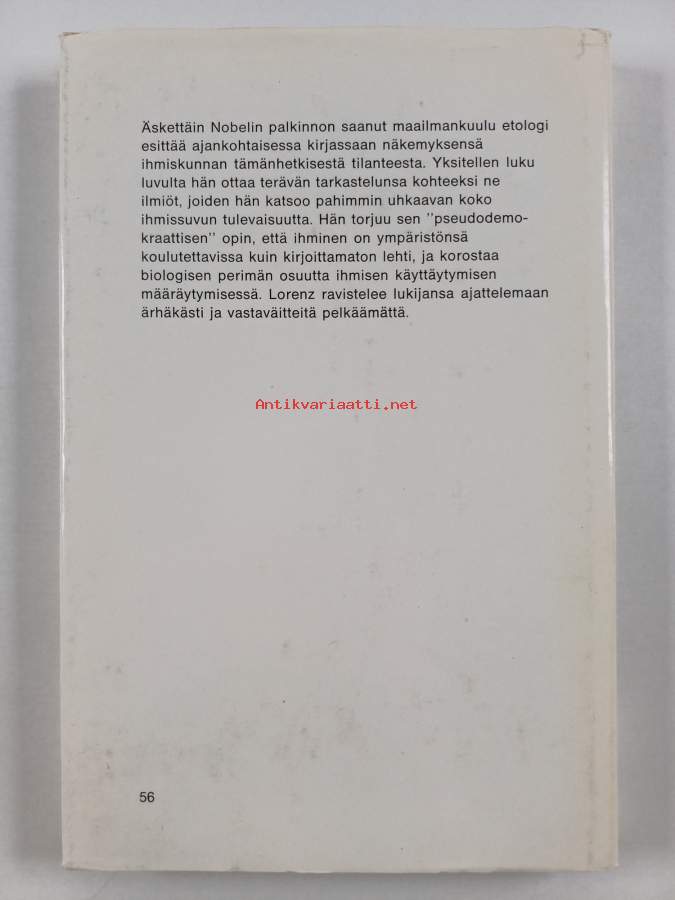 Äskettäin Nobelin palkinnon saanut maailmankuulu etologi
esittää ajankohtaisessa kirjassaan näkemyksensä
ihmiskunnan tämänhetkisestä tilanteesta. Yksitellen luku
luvulta hän ottaa terävän tarkastelunsa kohteeksi ne
ilmiöt, joiden hän katsoo pahimmin uhkaavan koko
ihmissuvun tulevaisuutta. Hän torjuu sen "pseudodemo-
kraattisen" opin, että ihminen on ympäristönsä
koulutettavissa kuin kirjoittamaton lehti, ja korostaa
biologisen perimän osuutta ihmisen käyttäytymisen
määräytymisessä. Lorenz ravistelee lukijansa ajattelemaan
ärhäkästi ja vastaväitteitä pelkäämättä.
Antikvariaatti.net
56